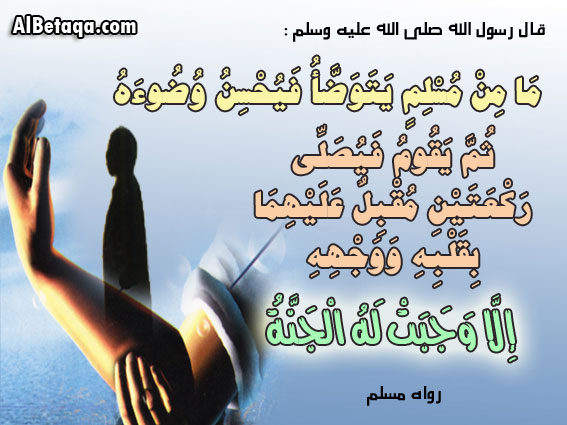 AlBetaqa.com
قال رسول الله صلى الله عليه وسلم :
مَا مِنْ مُسْلِمٍ يَتَوَضَّأُ فَيُحْسِنُ وُضُوءَهُ
ثُمَّ يَقُومُ فَيُصَلِّى
رَكْعَتَيْنِ مُقْبِلٌ عَلَيْهِمَا
بِقَلْبِهِ وَوَجْهِهِ
إِلَّا وَجَبَتْ لَهُ الْجَنَّةُ
رواه مسلم